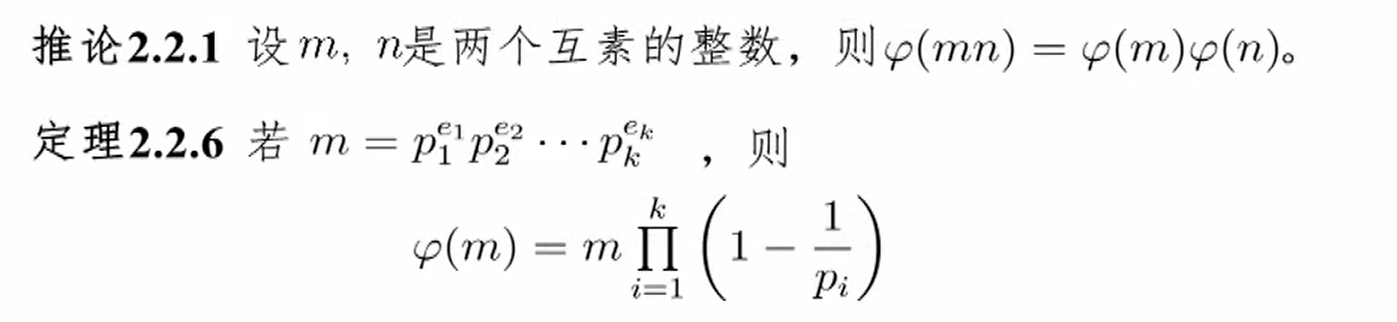 推论2.2.1 设 m, n是两个互素的整数，则φ(mn) = φ(m)φ(n)。
定理2.2.6 若 m = p_1^{e_1} p_2^{e_2} ··· p_k^{e_k} ，则
φ(m) = m ∏_{i=1}^{k} (1 − \frac{1}{p_i})